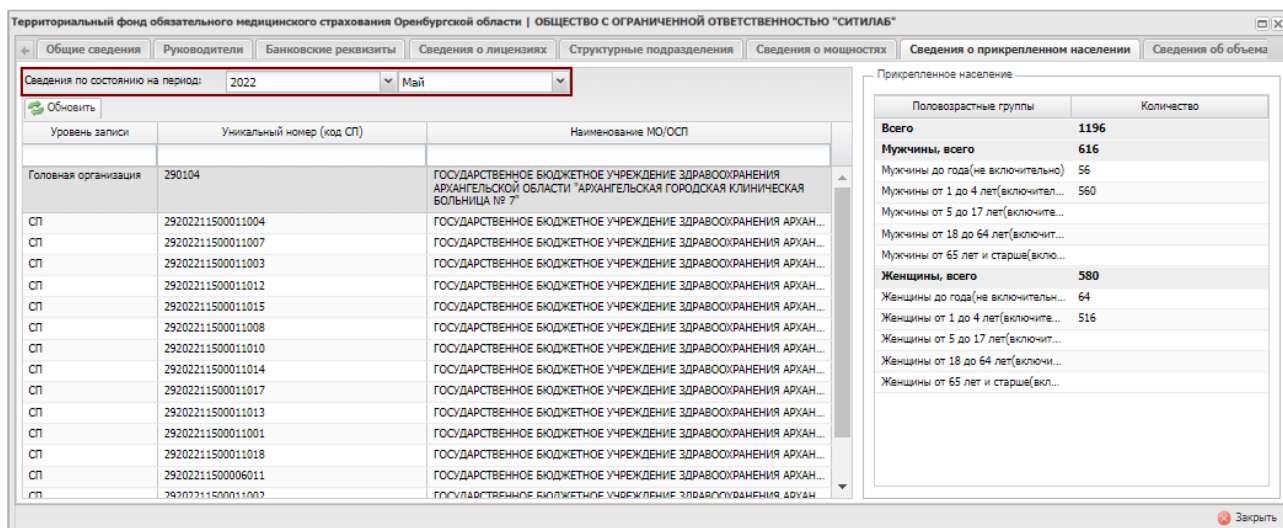 Территориальный фонд обязательного медицинского страхования Оренбургской области | ОБЩЕСТВО С ОГРАНИЧЕННОЙ ОТВЕТСТВЕННОСТЬЮ "СИТИЛАБ"
Общие сведения Руководители Банковские реквизиты Сведения о лицензиях Структурные подразделения Сведения о мощностях Сведения о прикрепленном населении Сведения об объема
Сведения по состоянию на период: 2022 Май
Обновить
Уровень записи Уникальный номер (код СП) Наименование МО/ОСП
Головная организация 290104 ГОСУДАРСТВЕННОЕ БЮДЖЕТНОЕ УЧРЕЖДЕНИЕ ЗДРАВООХРАНЕНИЯ
АРХАНГЕЛЬСКОЙ ОБЛАСТИ "АРХАНГЕЛЬСКАЯ ГОРОДСКАЯ КЛИНИЧЕСКАЯ
БОЛЬНИЦА № 7"
СП 29202211500011004 ГОСУДАРСТВЕННОЕ БЮДЖЕТНОЕ УЧРЕЖДЕНИЕ ЗДРАВООХРАНЕНИЯ АРХАН...
СП 29202211500011007 ГОСУДАРСТВЕННОЕ БЮДЖЕТНОЕ УЧРЕЖДЕНИЕ ЗДРАВООХРАНЕНИЯ АРХАН...
СП 29202211500011003 ГОСУДАРСТВЕННОЕ БЮДЖЕТНОЕ УЧРЕЖДЕНИЕ ЗДРАВООХРАНЕНИЯ АРХАН...
СП 29202211500011012 ГОСУДАРСТВЕННОЕ БЮДЖЕТНОЕ УЧРЕЖДЕНИЕ ЗДРАВООХРАНЕНИЯ АРХАН...
СП 29202211500011015 ГОСУДАРСТВЕННОЕ БЮДЖЕТНОЕ УЧРЕЖДЕНИЕ ЗДРАВООХРАНЕНИЯ АРХАН...
СП 29202211500011008 ГОСУДАРСТВЕННОЕ БЮДЖЕТНОЕ УЧРЕЖДЕНИЕ ЗДРАВООХРАНЕНИЯ АРХАН...
СП 29202211500011010 ГОСУДАРСТВЕННОЕ БЮДЖЕТНОЕ УЧРЕЖДЕНИЕ ЗДРАВООХРАНЕНИЯ АРХАН...
СП 29202211500011014 ГОСУДАРСТВЕННОЕ БЮДЖЕТНОЕ УЧРЕЖДЕНИЕ ЗДРАВООХРАНЕНИЯ АРХАН...
СП 29202211500011017 ГОСУДАРСТВЕННОЕ БЮДЖЕТНОЕ УЧРЕЖДЕНИЕ ЗДРАВООХРАНЕНИЯ АРХАН...
СП 29202211500011013 ГОСУДАРСТВЕННОЕ БЮДЖЕТНОЕ УЧРЕЖДЕНИЕ ЗДРАВООХРАНЕНИЯ АРХАН...
СП 29202211500011001 ГОСУДАРСТВЕННОЕ БЮДЖЕТНОЕ УЧРЕЖДЕНИЕ ЗДРАВООХРАНЕНИЯ АРХАН...
СП 29202211500011018 ГОСУДАРСТВЕННОЕ БЮДЖЕТНОЕ УЧРЕЖДЕНИЕ ЗДРАВООХРАНЕНИЯ АРХАН...
СП 29202211500006011 ГОСУДАРСТВЕННОЕ БЮДЖЕТНОЕ УЧРЕЖДЕНИЕ ЗДРАВООХРАНЕНИЯ АРХАН...
СП 29202211500011002 ГОСУДАРСТВЕННОЕ БЮДЖЕТНОЕ УЧРЕЖДЕНИЕ ЗДРАВООХРАНЕНИЯ АРХАН
Прикрепленное население
Половозрастные группы Количество
Всего 1196
Мужчины, всего 616
Мужчины до года(не включительно) 56
Мужчины от 1 до 4 лет(включител... 560
Мужчины от 5 до 17 лет(включите...
Мужчины от 18 до 64 лет(включит...
Мужчины от 65 лет и старше(вклю...
Женщины, всего 580
Женщины до года(не включительн... 64
Женщины от 1 до 4 лет(включите... 516
Женщины от 5 до 17 лет(включит...
Женщины от 18 до 64 лет(включи...
Женщины от 65 лет и старше(вкл...
Закрыть